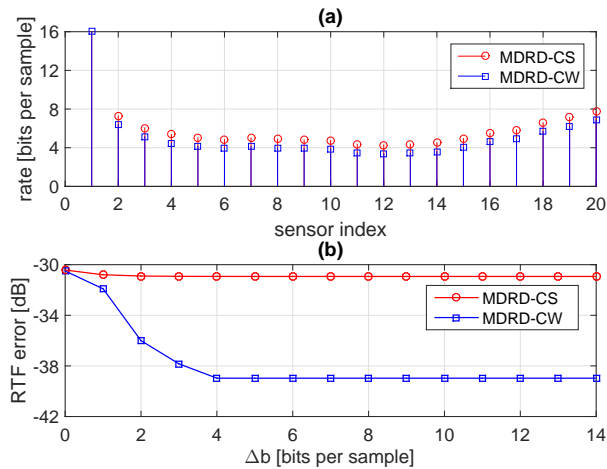 (a)
rate [bits per sample]
16
12
8
4
0
MDRD-CS
MDRD-CW
0 2 4 6 8 10 12 14 16 18 20
sensor index
(b)
RTF error [dB]
-30
-34
-38
-42
MDRD-CS
MDRD-CW
0 2 4 6 8 10 12 14
Δb [bits per sample]